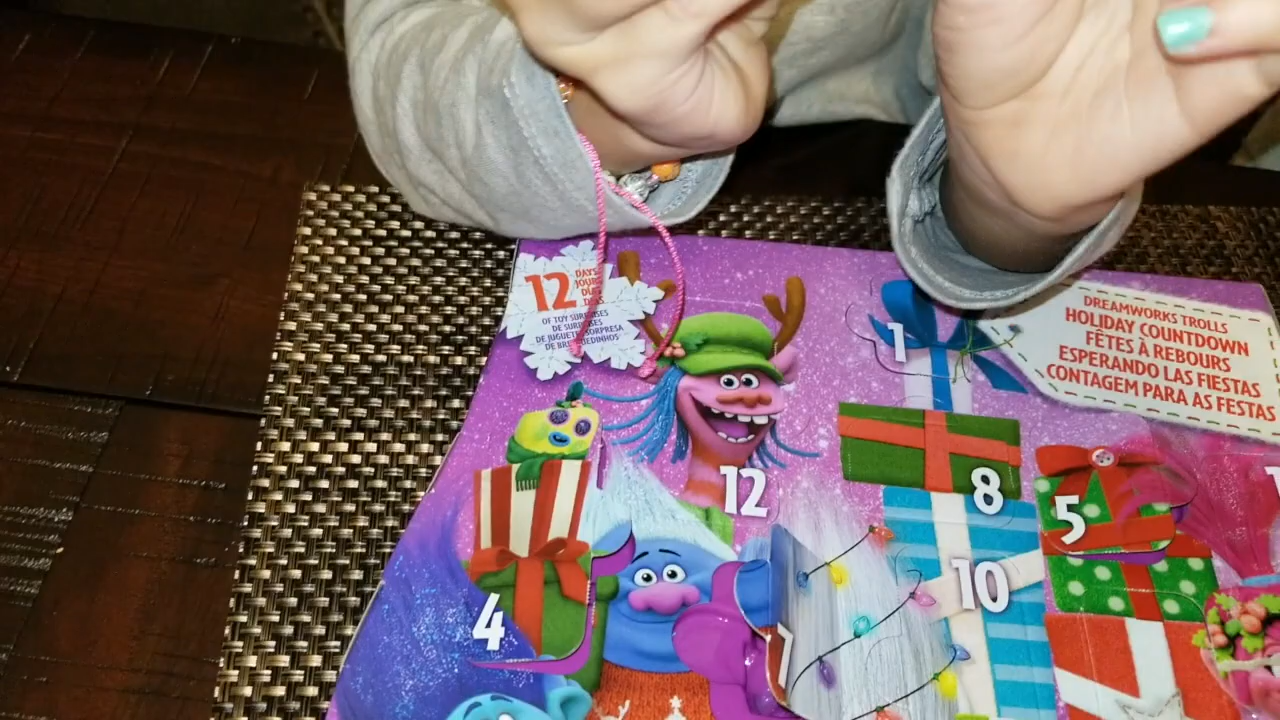 12 DAYS
JOURS
DÍAS
DIAS
OF TOY SURPRISES
DE SURPRISES
DE JUGUETES SORPRESA
DE BRINQUEDINHOS
1
DREAMWORKS TROLLS
HOLIDAY COUNTDOWN
FÊTES À REBOURS
ESPERANDO LAS FIESTAS
CONTAGEM PARA AS FESTAS
12
8
5
10
4
7